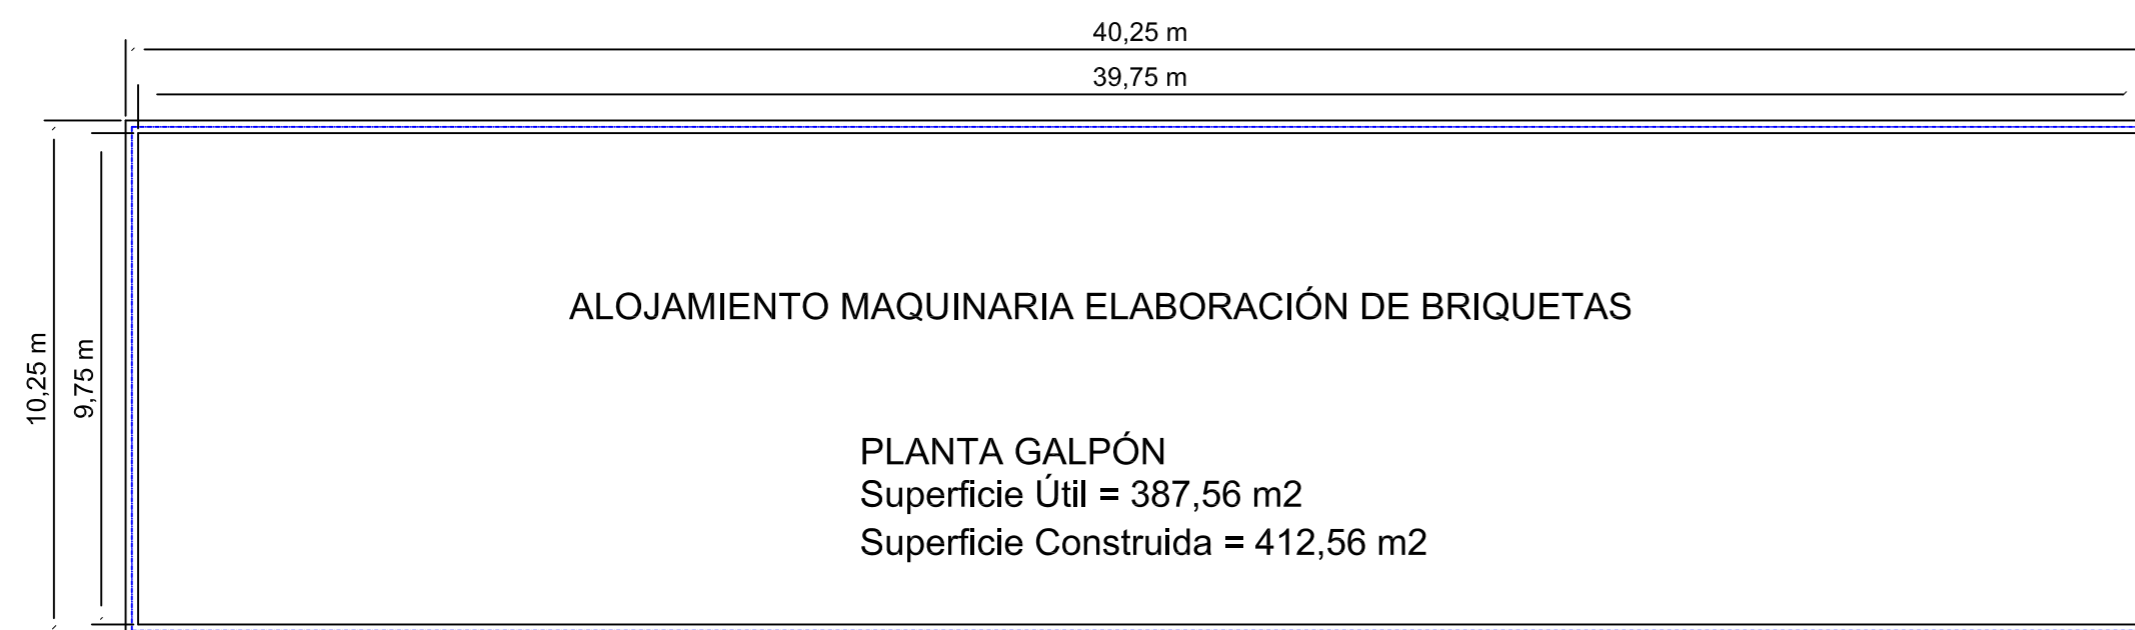 40,25 m
39,75 m
10,25 m
9,75 m
ALOJAMIENTO MAQUINARIA ELABORACIÓN DE BRIQUETAS
PLANTA GALPÓN
Superficie Útil = 387,56 m2
Superficie Construida = 412,56 m2